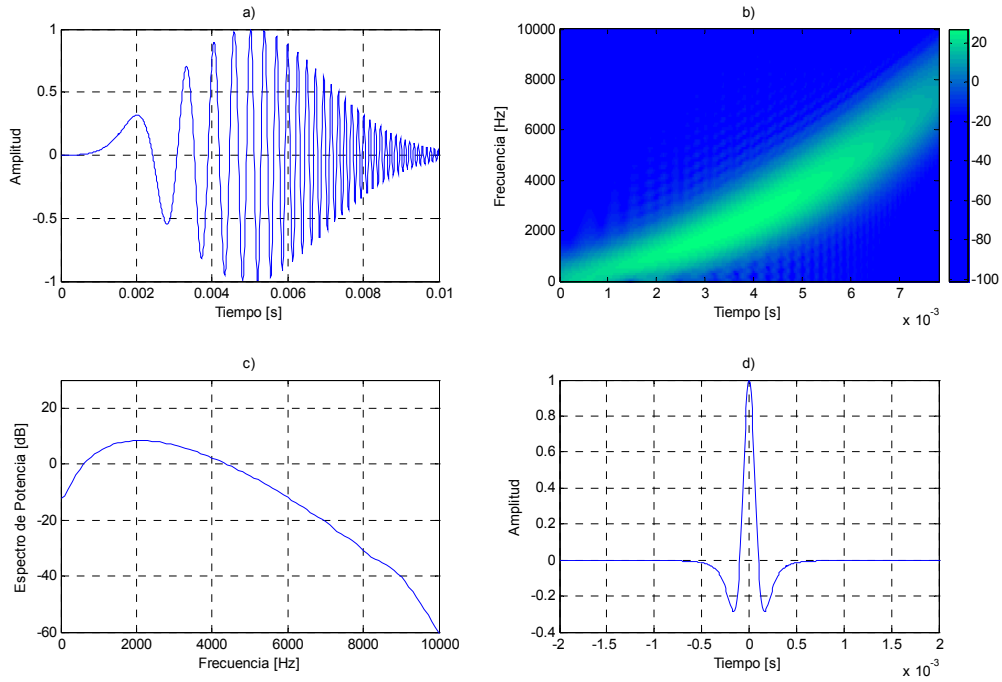 a)
1
0.5
0
-0.5
-1
Amplitud
0 0.002 0.004 0.006 0.008 0.01
Tiempo [s]
b)
10000
8000
6000
4000
2000
0
Frecuencia [Hz]
0 1 2 3 4 5 6 7
Tiempo [s]
x 10⁻³
20
0
-20
-40
-60
-80
-100
c)
20
0
-20
-40
-60
Espectro de Potencia [dB]
0 2000 4000 6000 8000 10000
Frecuencia [Hz]
d)
1
0.8
0.6
0.4
0.2
0
-0.2
-0.4
Amplitud
-2 -1.5 -1 -0.5 0 0.5 1 1.5 2
Tiempo [s]
x 10⁻³